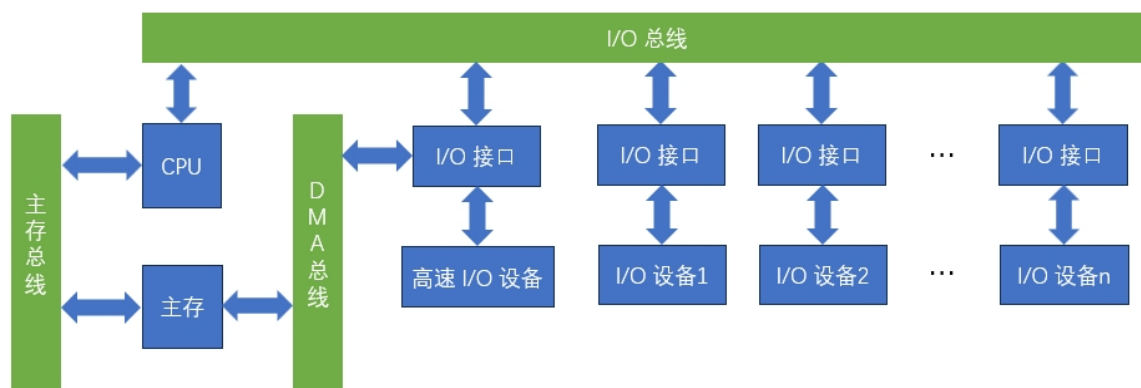 I/O 总线
主存总线
CPU
主存
DMA总线
I/O 接口
I/O 接口
I/O 接口
...
I/O 接口
高速 I/O 设备
I/O 设备1
I/O 设备2
...
I/O 设备n